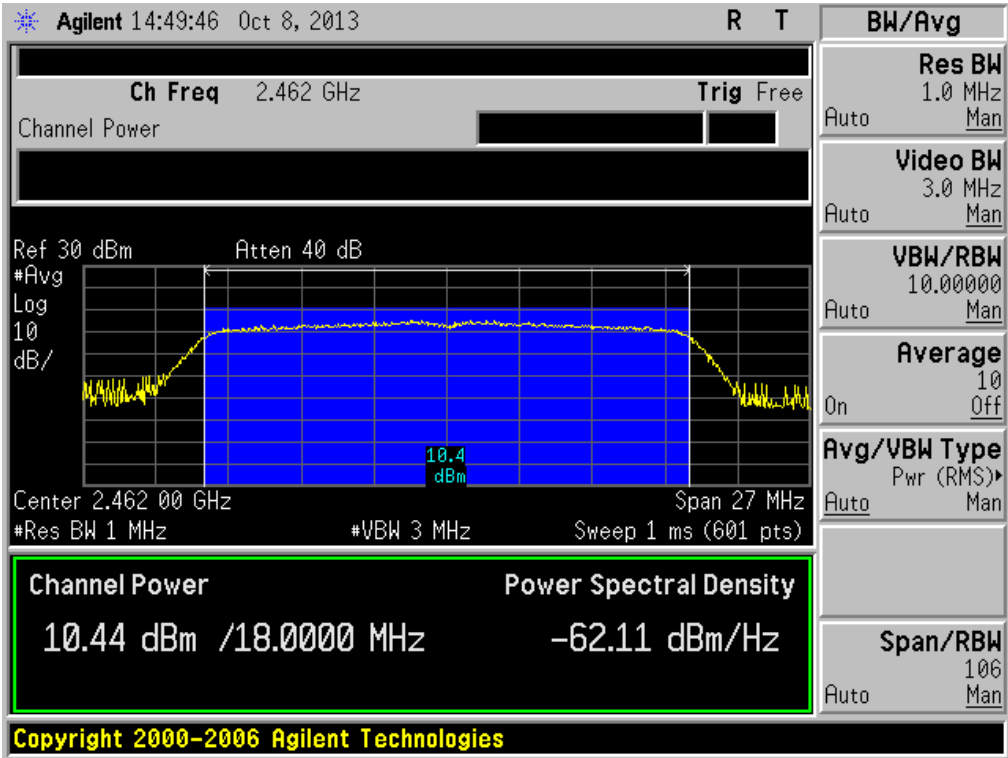 Agilent 14:49:46 Oct 8, 2013 R T
Ch Freq 2.462 GHz Trig Free
Channel Power
Ref 30 dBm Atten 40 dB
#Avg
Log
10
dB/
10.4
dBm
Center 2.462 00 GHz Span 27 MHz
#Res BW 1 MHz #VBW 3 MHz Sweep 1 ms (601 pts)
Channel Power Power Spectral Density
10.44 dBm /18.0000 MHz -62.11 dBm/Hz
Copyright 2000-2006 Agilent Technologies
BW/Avg
Res BW
1.0 MHz
Auto Man
Video BW
3.0 MHz
Auto Man
VBW/RBW
10.00000
Auto Man
Average
10
On Off
Avg/VBW Type
Pwr (RMS)▸
Auto Man
Span/RBW
106
Auto Man